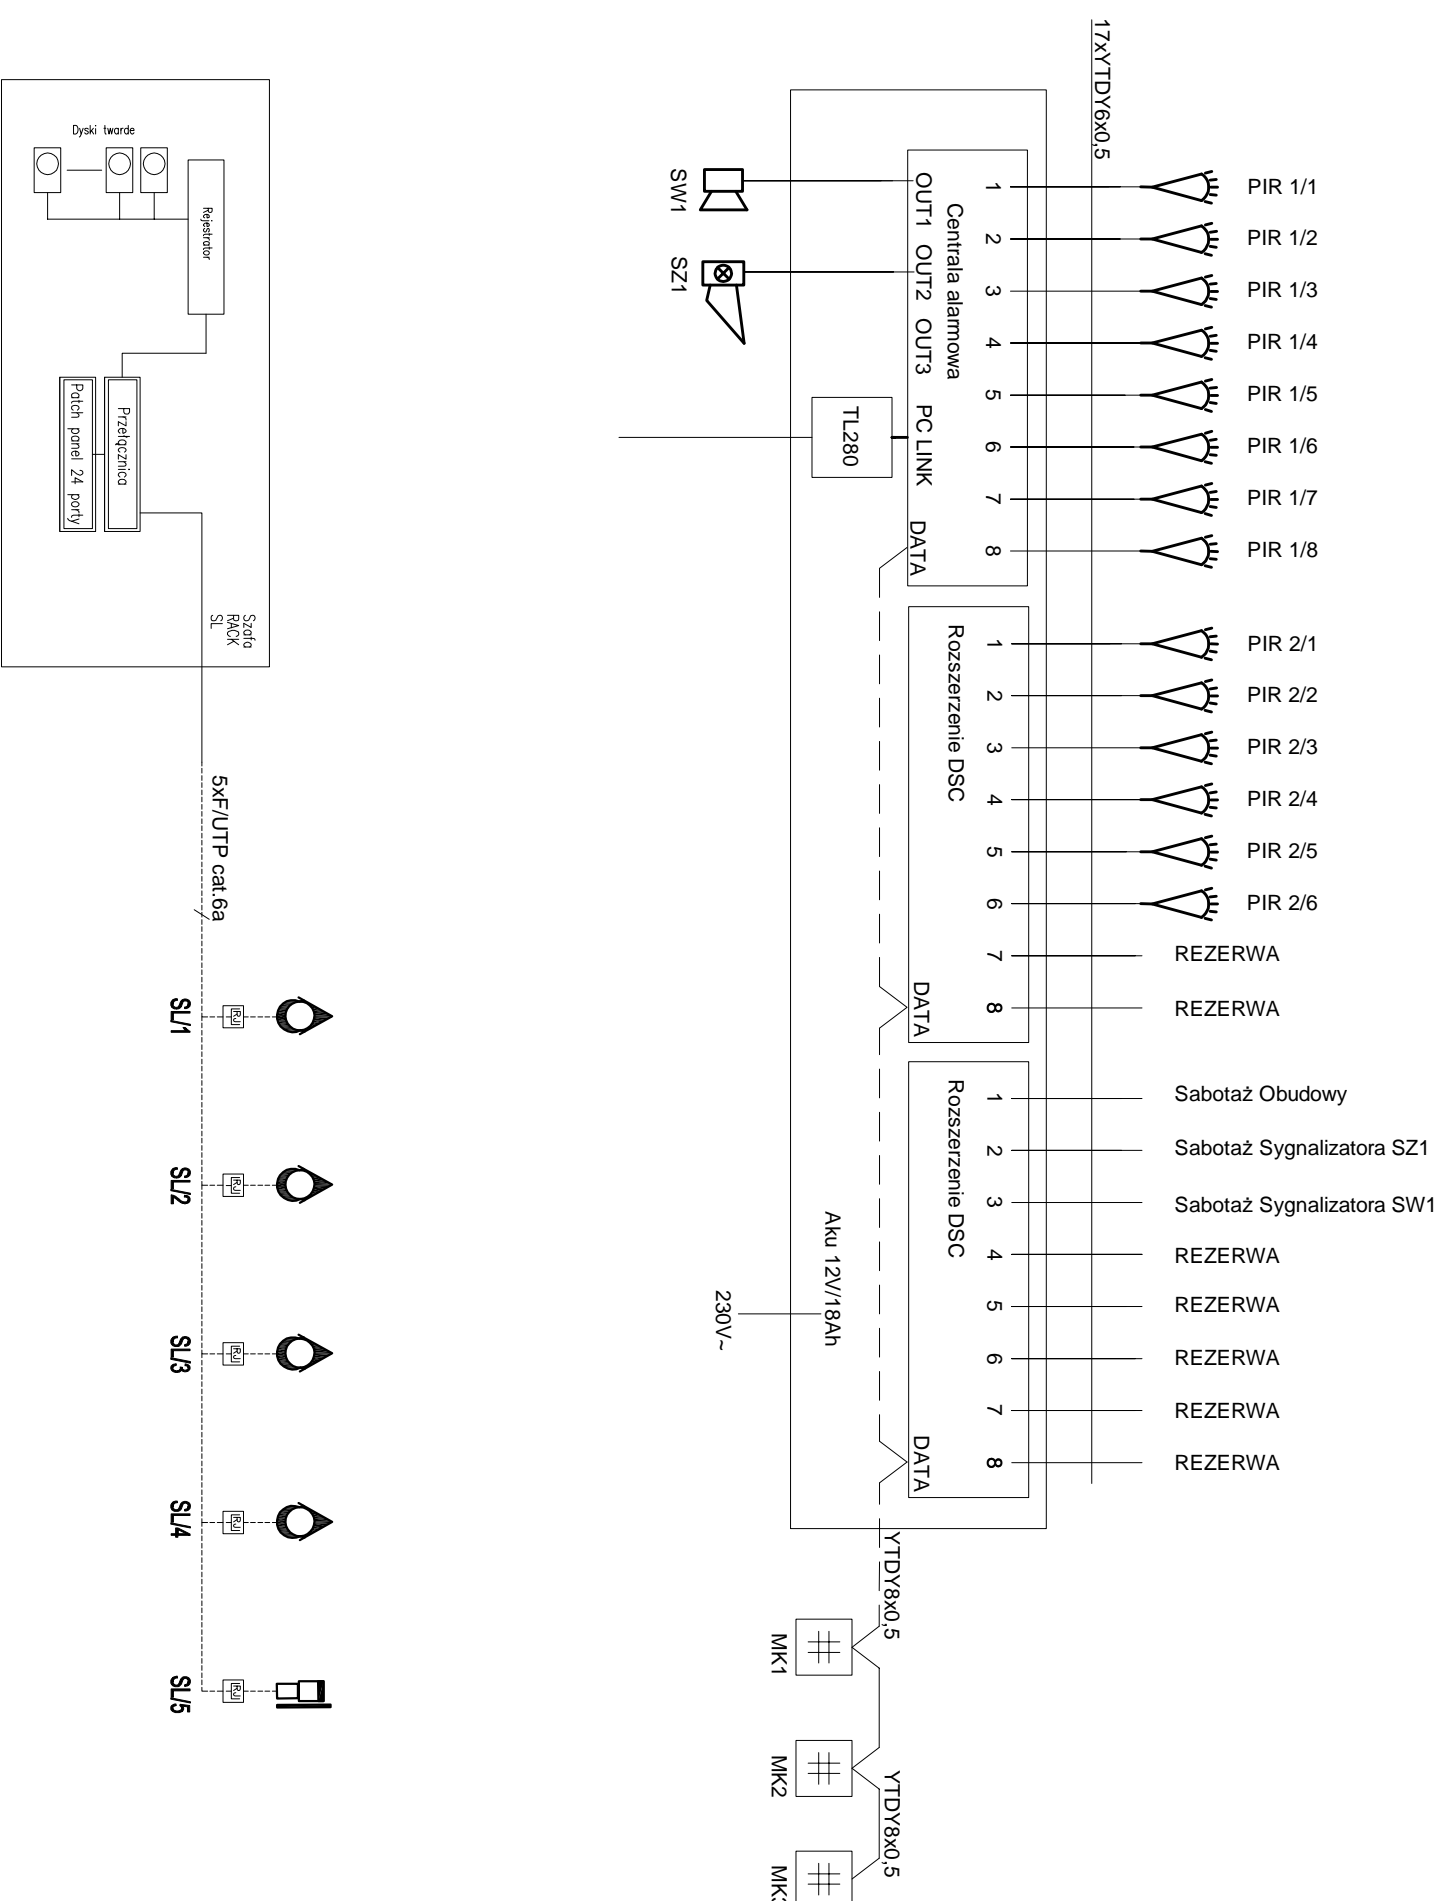 17xYTDY6x0,5
PIR 1/1
PIR 1/2
PIR 1/3
PIR 1/4
PIR 1/5
PIR 1/6
PIR 1/7
PIR 1/8
PIR 2/1
PIR 2/2
PIR 2/3
PIR 2/4
PIR 2/5
PIR 2/6
REZERWA
REZERWA
Sabotaż Obudowy
Sabotaż Sygnalizatora SZ1
Sabotaż Sygnalizatora SW1
REZERWA
REZERWA
REZERWA
REZERWA
REZERWA
1 2 3 4 5 6 7 8
Centrala alarmowa
OUT1 OUT2 OUT3 PC LINK DATA
1 2 3 4 5 6 7 8
Rozszerzenie DSC
DATA
1 2 3 4 5 6 7 8
Rozszerzenie DSC
DATA
SW1
SZ1
TL280
Aku 12V/18Ah
230V~
YTDY8x0,5
YTDY8x0,5
MK1
MK2
MK3
Dyski twarde
Rejestrator
Przełącznica
Patch panel 24 porty
Szafa
RACK
SL
5xF/UTP cat.6a
RJ
RJ
RJ
RJ
RJ
SL/1
SL/2
SL/3
SL/4
SL/5